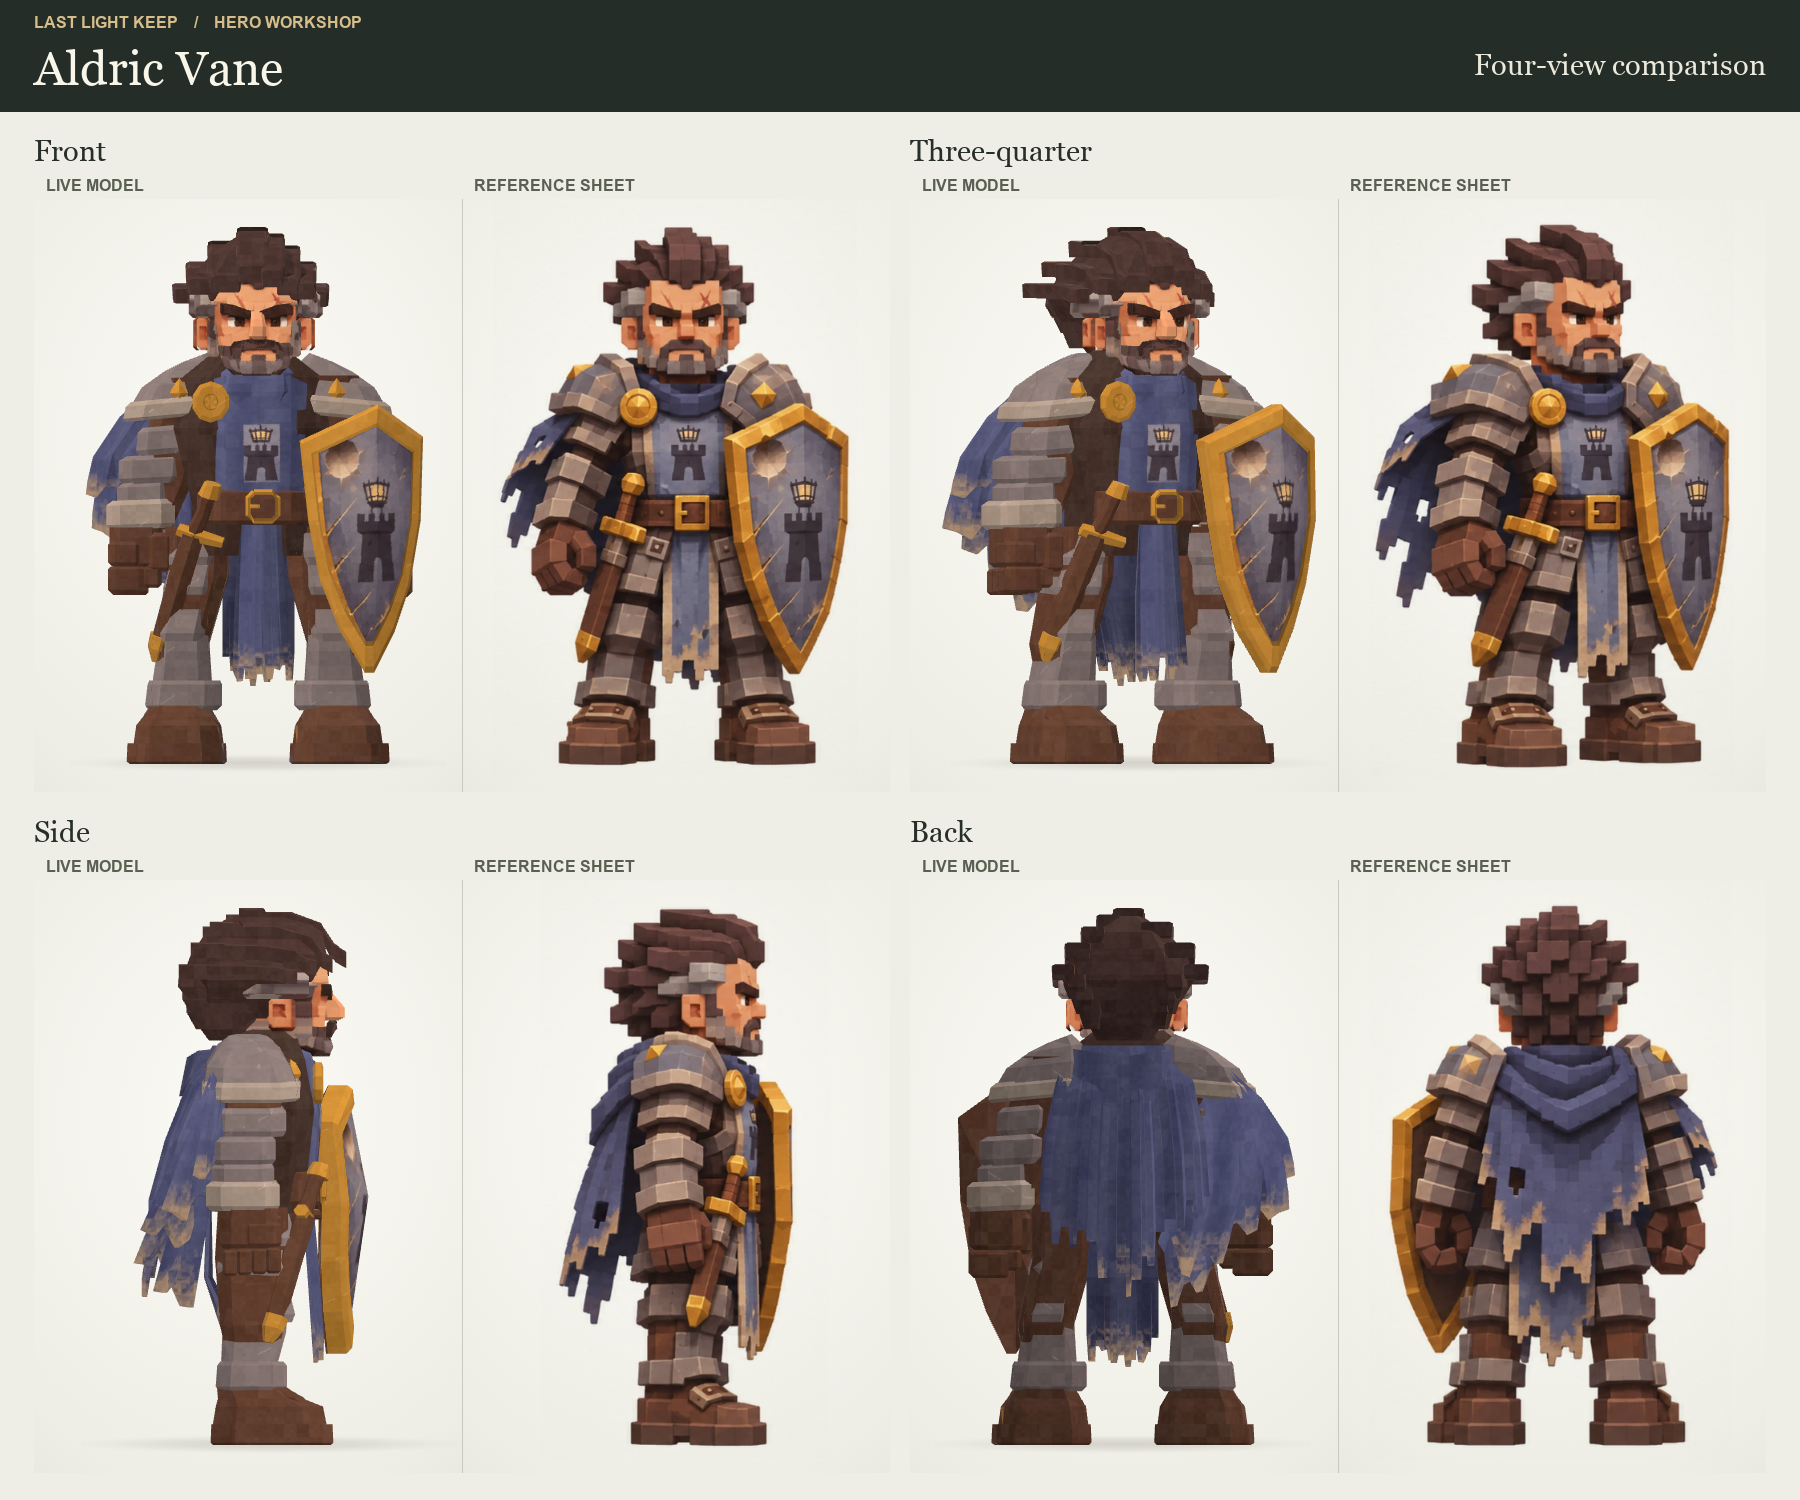 LAST LIGHT KEEP / HERO WORKSHOP
Aldric Vane
Four-view comparison
Front
LIVE MODEL
REFERENCE SHEET
Three-quarter
LIVE MODEL
REFERENCE SHEET
Side
LIVE MODEL
REFERENCE SHEET
Back
LIVE MODEL
REFERENCE SHEET